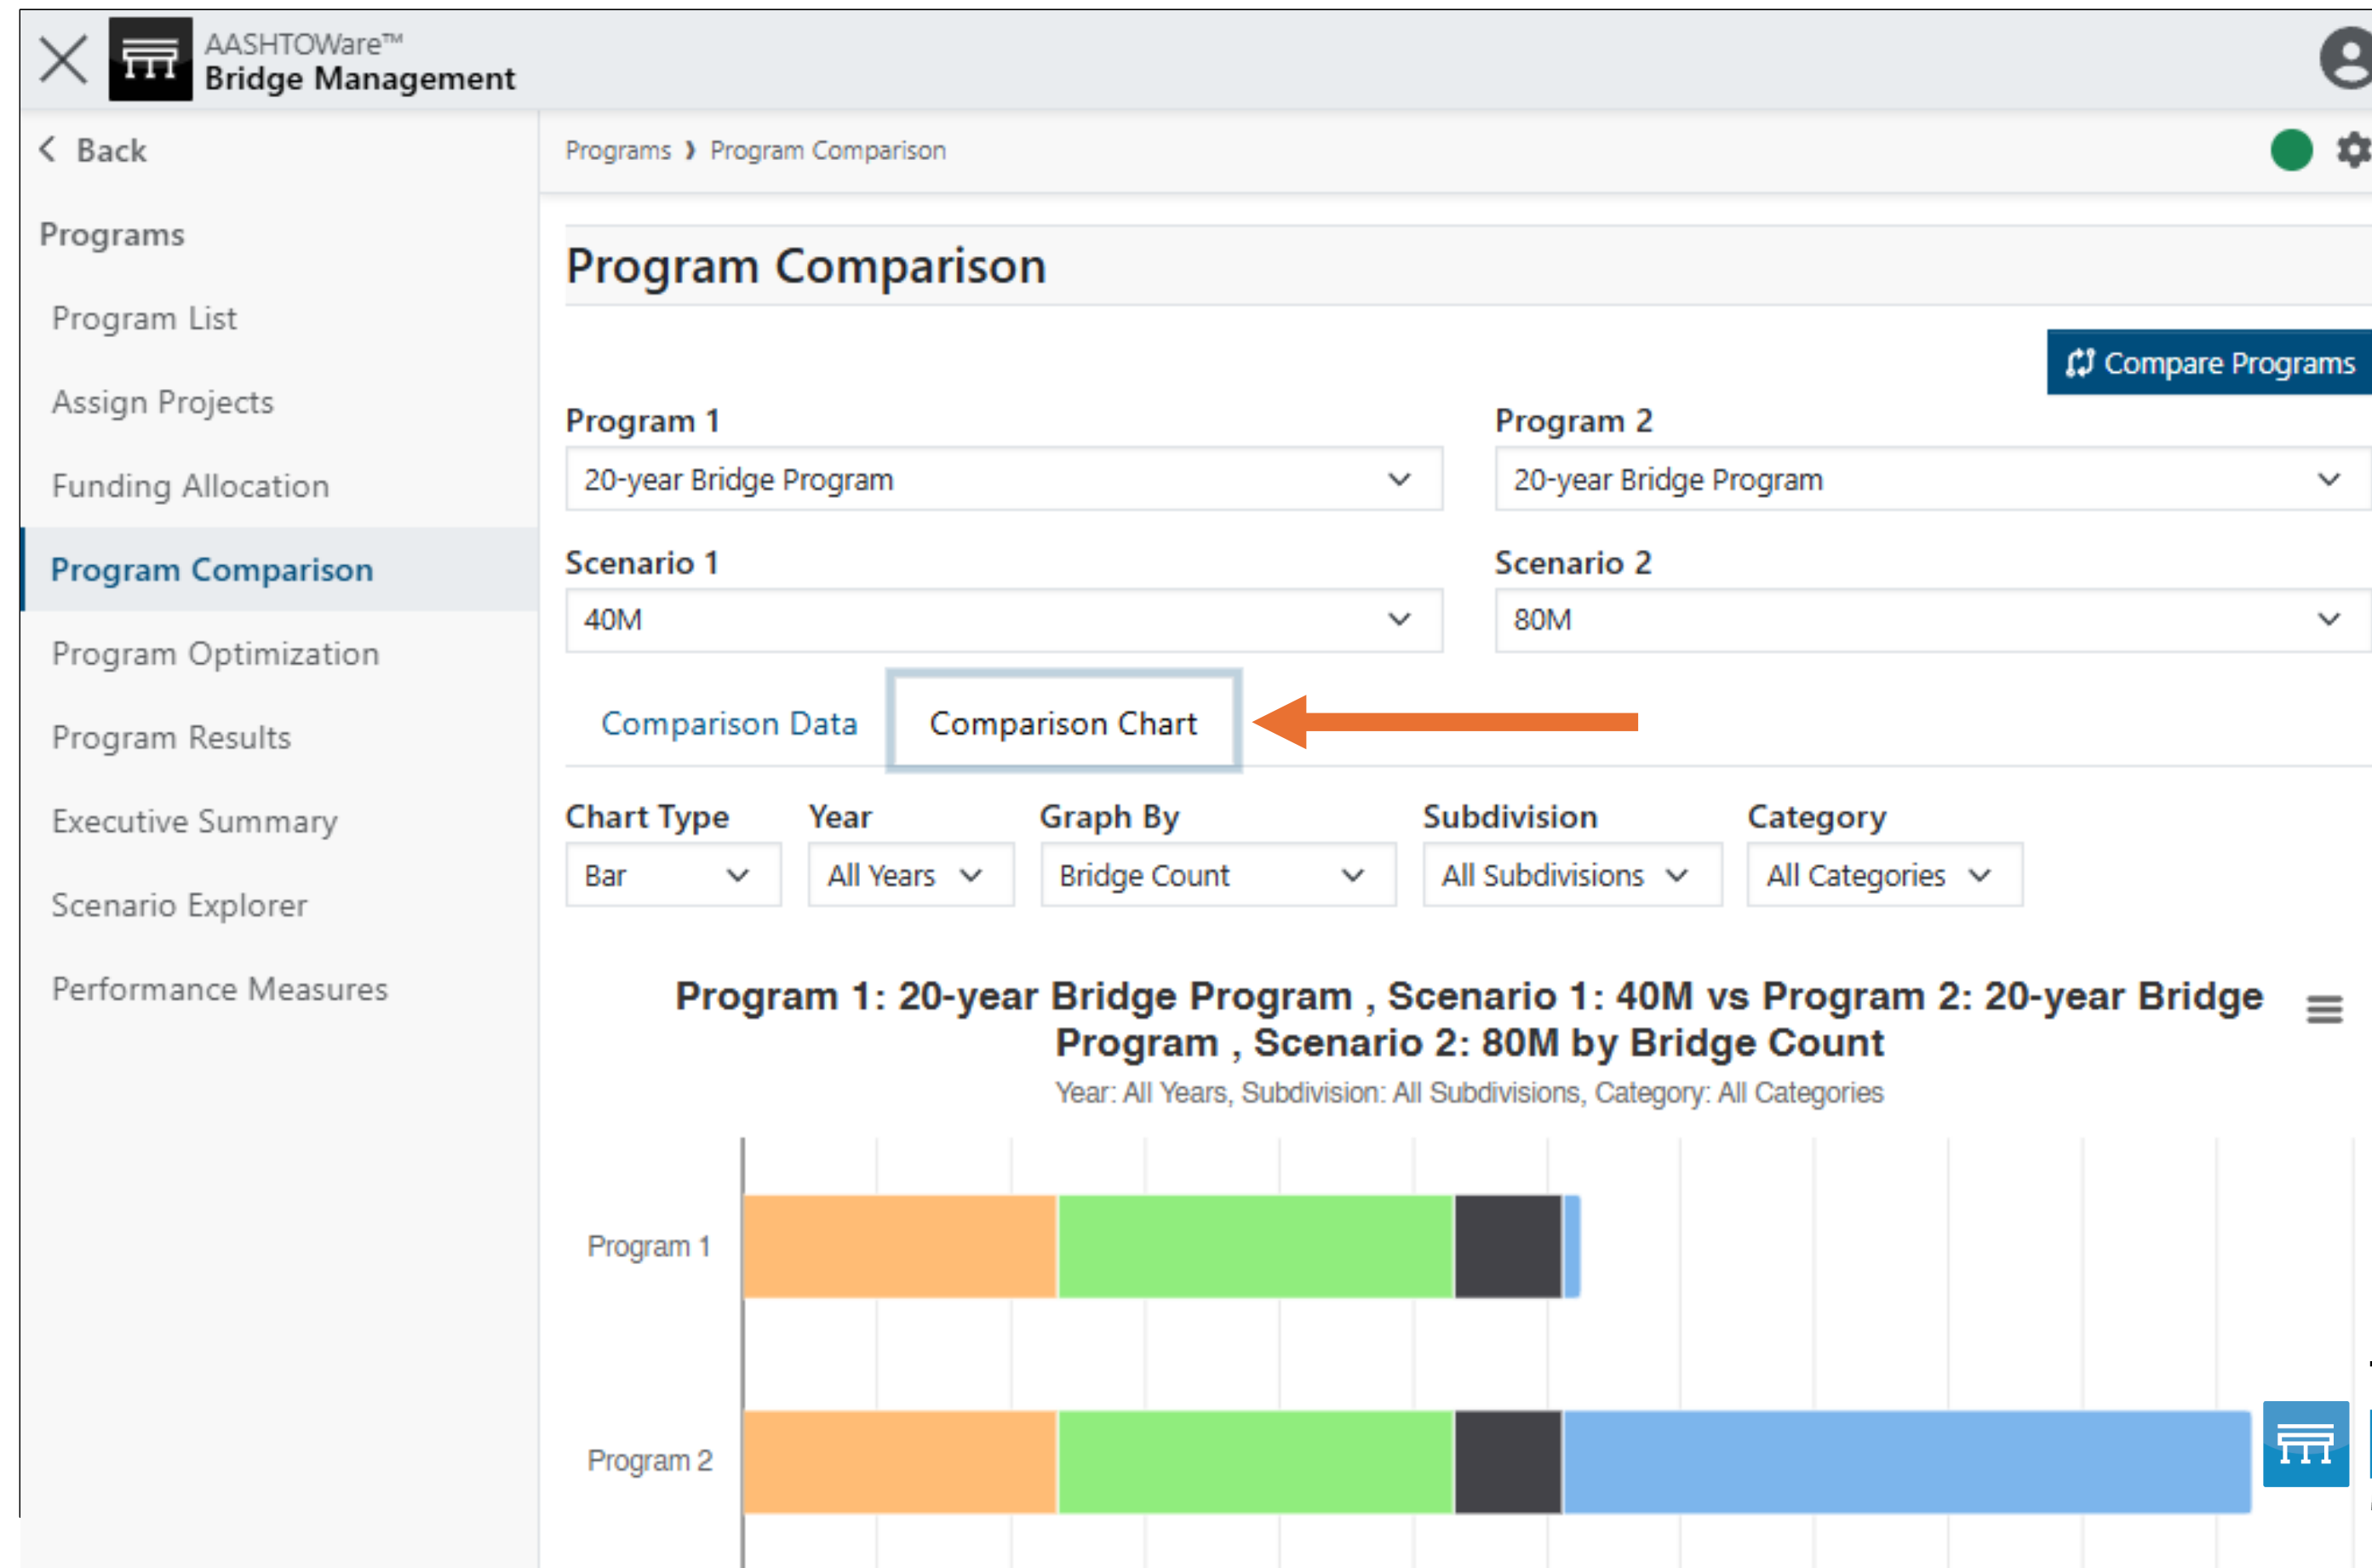 AASHTOWare™
Bridge Management
Back
Programs
Program List
Assign Projects
Funding Allocation
Program Comparison
Program Optimization
Program Results
Executive Summary
Scenario Explorer
Performance Measures
Programs ❱ Program Comparison
Program Comparison
Compare Programs
Program 1 Program 2
20-year Bridge Program 20-year Bridge Program
Scenario 1 Scenario 2
40M 80M
Comparison Data Comparison Chart
Chart Type Year Graph By Subdivision Category
Bar All Years Bridge Count All Subdivisions All Categories
Program 1: 20-year Bridge Program , Scenario 1: 40M vs Program 2: 20-year Bridge
Program , Scenario 2: 80M by Bridge Count
Year: All Years, Subdivision: All Subdivisions, Category: All Categories
Program 1
Program 2